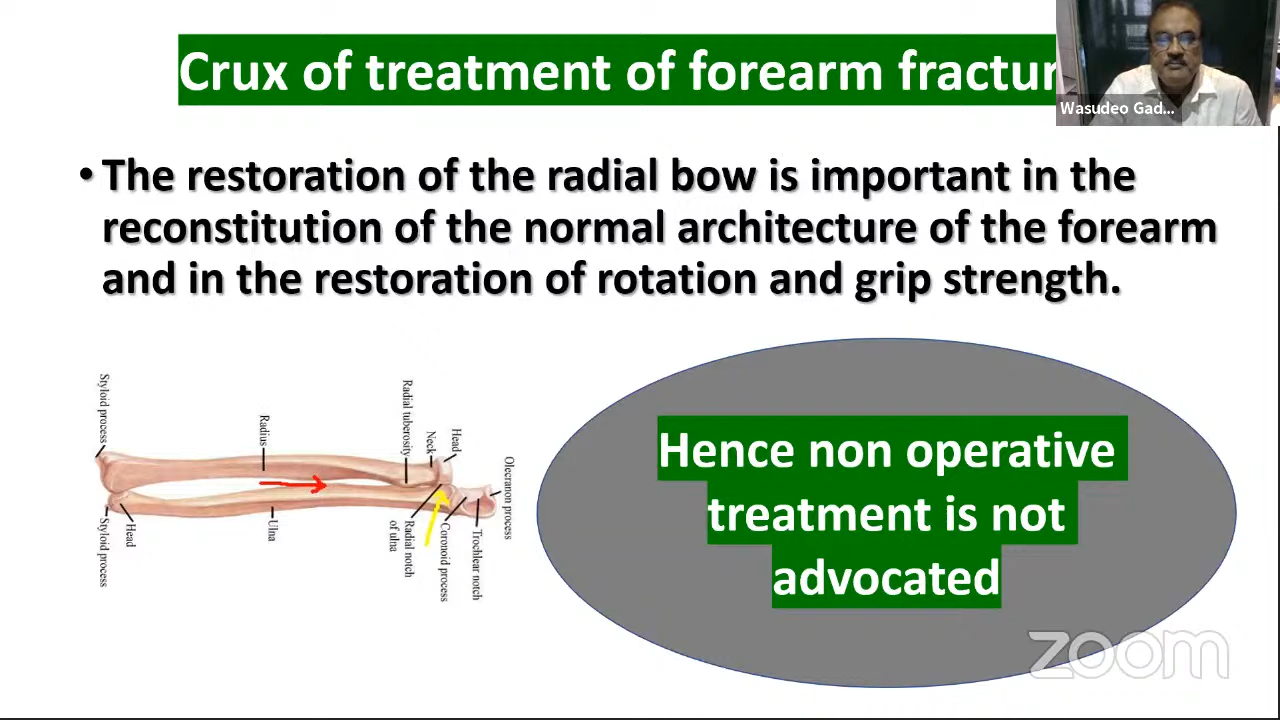 Crux of treatment of forearm
Wasudeo Gad...
• The restoration of the radial bow is important in the
reconstitution of the normal architecture of the forearm
and in the restoration of rotation and grip strength.
Styloid process
Radius
Radial tuberosity
Neck
Head
Olecranon process
Styloid process
Head
Ulna
Radial notch
of ulna
Coronoid process
Trochlear notch
Hence non operative
treatment is not
advocated
zoom